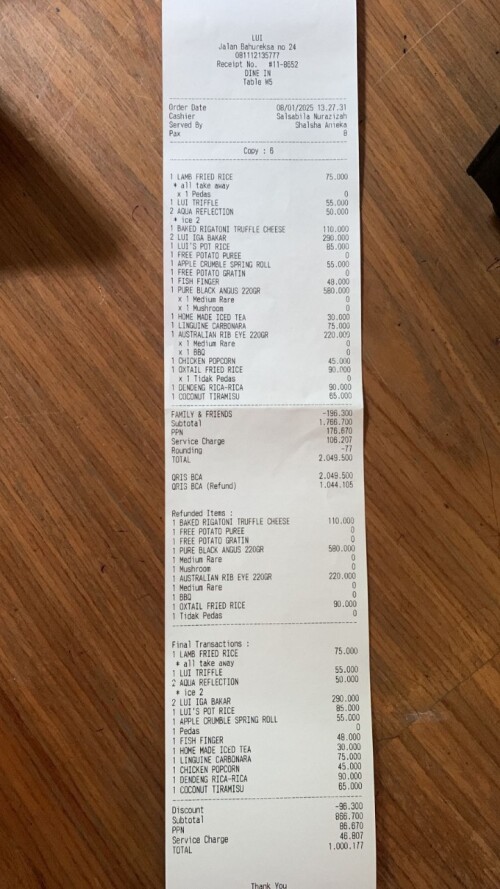 LUI
Jalan Bahureksa no 24
081112135777
Receipt No. #11-8652
DINE IN
Table W5
Order Date 08/01/2025 13.27.31
Cashier Salsabila Nurazizah
Served By Shalsha Anieka
Pax 8
Copy : 6
1 LAMB FRIED RICE 75.000
* all take away
x 1 Pedas 0
1 LUI TRIFFLE 55.000
2 AQUA REFLECTION 50.000
* ice 2
1 BAKED RIGATONI TRUFFLE CHEESE 110.000
2 LUI IGA BAKAR 290.000
1 LUI'S POT RICE 85.000
1 FREE POTATO PUREE 0
1 APPLE CRUMBLE SPRING ROLL 55.000
1 FREE POTATO GRATIN 0
1 FISH FINGER 48.000
1 PURE BLACK ANGUS 220GR 580.000
x 1 Medium Rare 0
x 1 Mushroom 0
1 HOME MADE ICED TEA 30.000
1 LINGUINE CARBONARA 75.000
1 AUSTRALIAN RIB EYE 220GR 220.000
x 1 Medium Rare 0
x 1 BBQ 0
1 CHICKEN POPCORN 45.000
1 OXTAIL FRIED RICE 90.000
x 1 Tidak Pedas 0
1 DENDENG RICA-RICA 90.000
1 COCONUT TIRAMISU 65.000
FAMILY & FRIENDS -196.300
Subtotal 1.766.700
PPN 176.670
Service Charge 106.207
Rounding -77
TOTAL 2.049.500
QRIS BCA 2.049.500
QRIS BCA (Refund) 1.044.105
Refunded Items :
1 BAKED RIGATONI TRUFFLE CHEESE 110.000
1 FREE POTATO PUREE 0
1 FREE POTATO GRATIN 0
1 PURE BLACK ANGUS 220GR 580.000
1 Medium Rare 0
1 Mushroom 0
1 AUSTRALIAN RIB EYE 220GR 220.000
1 Medium Rare 0
1 BBQ 0
1 OXTAIL FRIED RICE 90.000
1 Tidak Pedas 0
Final Transactions :
1 LAMB FRIED RICE 75.000
* all take away
1 LUI TRIFFLE 55.000
2 AQUA REFLECTION 50.000
* ice 2
2 LUI IGA BAKAR 290.000
1 LUI'S POT RICE 85.000
1 APPLE CRUMBLE SPRING ROLL 55.000
1 Pedas 0
1 FISH FINGER 48.000
1 HOME MADE ICED TEA 30.000
1 LINGUINE CARBONARA 75.000
1 CHICKEN POPCORN 45.000
1 DENDENG RICA-RICA 90.000
1 COCONUT TIRAMISU 65.000
Discount -96.300
Subtotal 866.700
PPN 86.670
Service Charge 46.807
TOTAL 1.000.177
Thank You